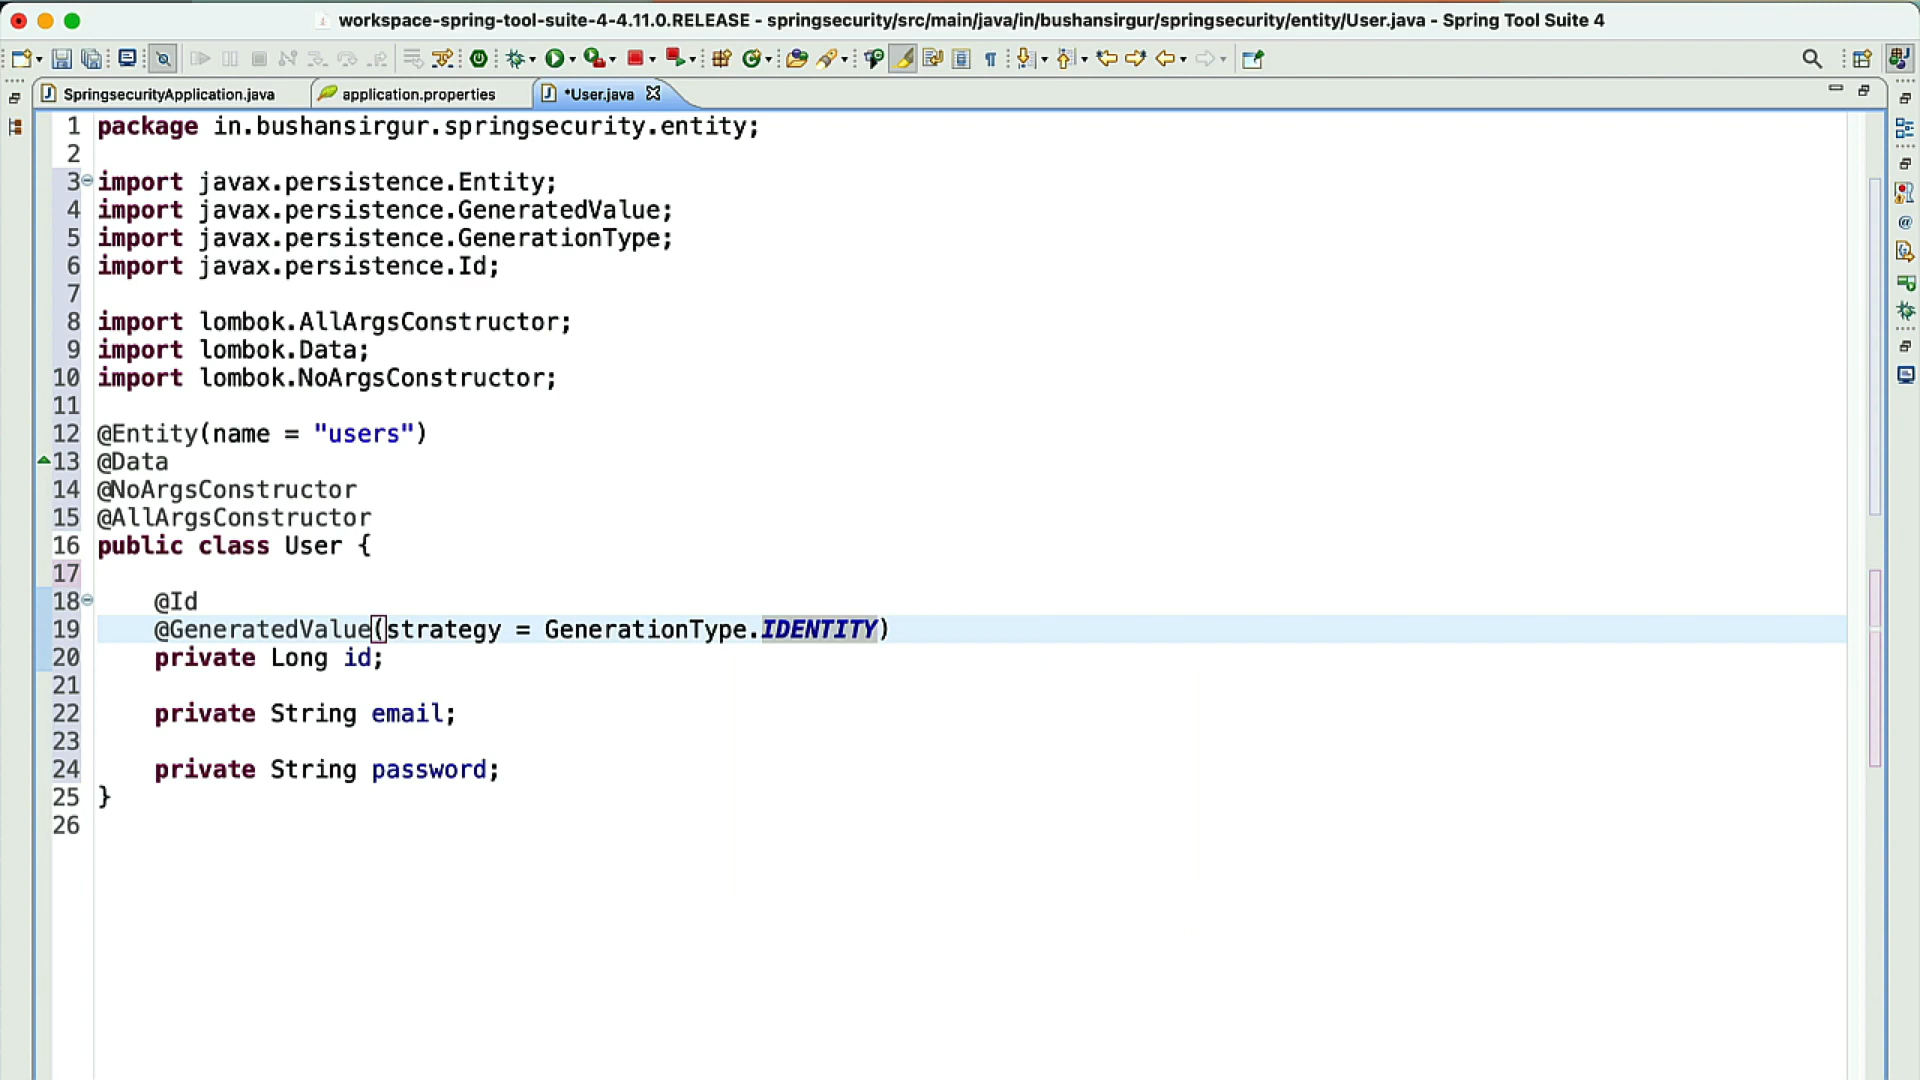 workspace-spring-tool-suite-4-4.11.0.RELEASE - springsecurity/src/main/java/in/bushansirgur/springsecurity/entity/User.java - Spring Tool Suite 4
SpringsecurityApplication.java application.properties *User.java
1 package in.bushansirgur.springsecurity.entity;
2
3 import javax.persistence.Entity;
4 import javax.persistence.GeneratedValue;
5 import javax.persistence.GenerationType;
6 import javax.persistence.Id;
7
8 import lombok.AllArgsConstructor;
9 import lombok.Data;
10 import lombok.NoArgsConstructor;
11
12 @Entity(name = "users")
13 @Data
14 @NoArgsConstructor
15 @AllArgsConstructor
16 public class User {
17
18 @Id
19 @GeneratedValue(strategy = GenerationType.IDENTITY)
20 private Long id;
21
22 private String email;
23
24 private String password;
25 }
26